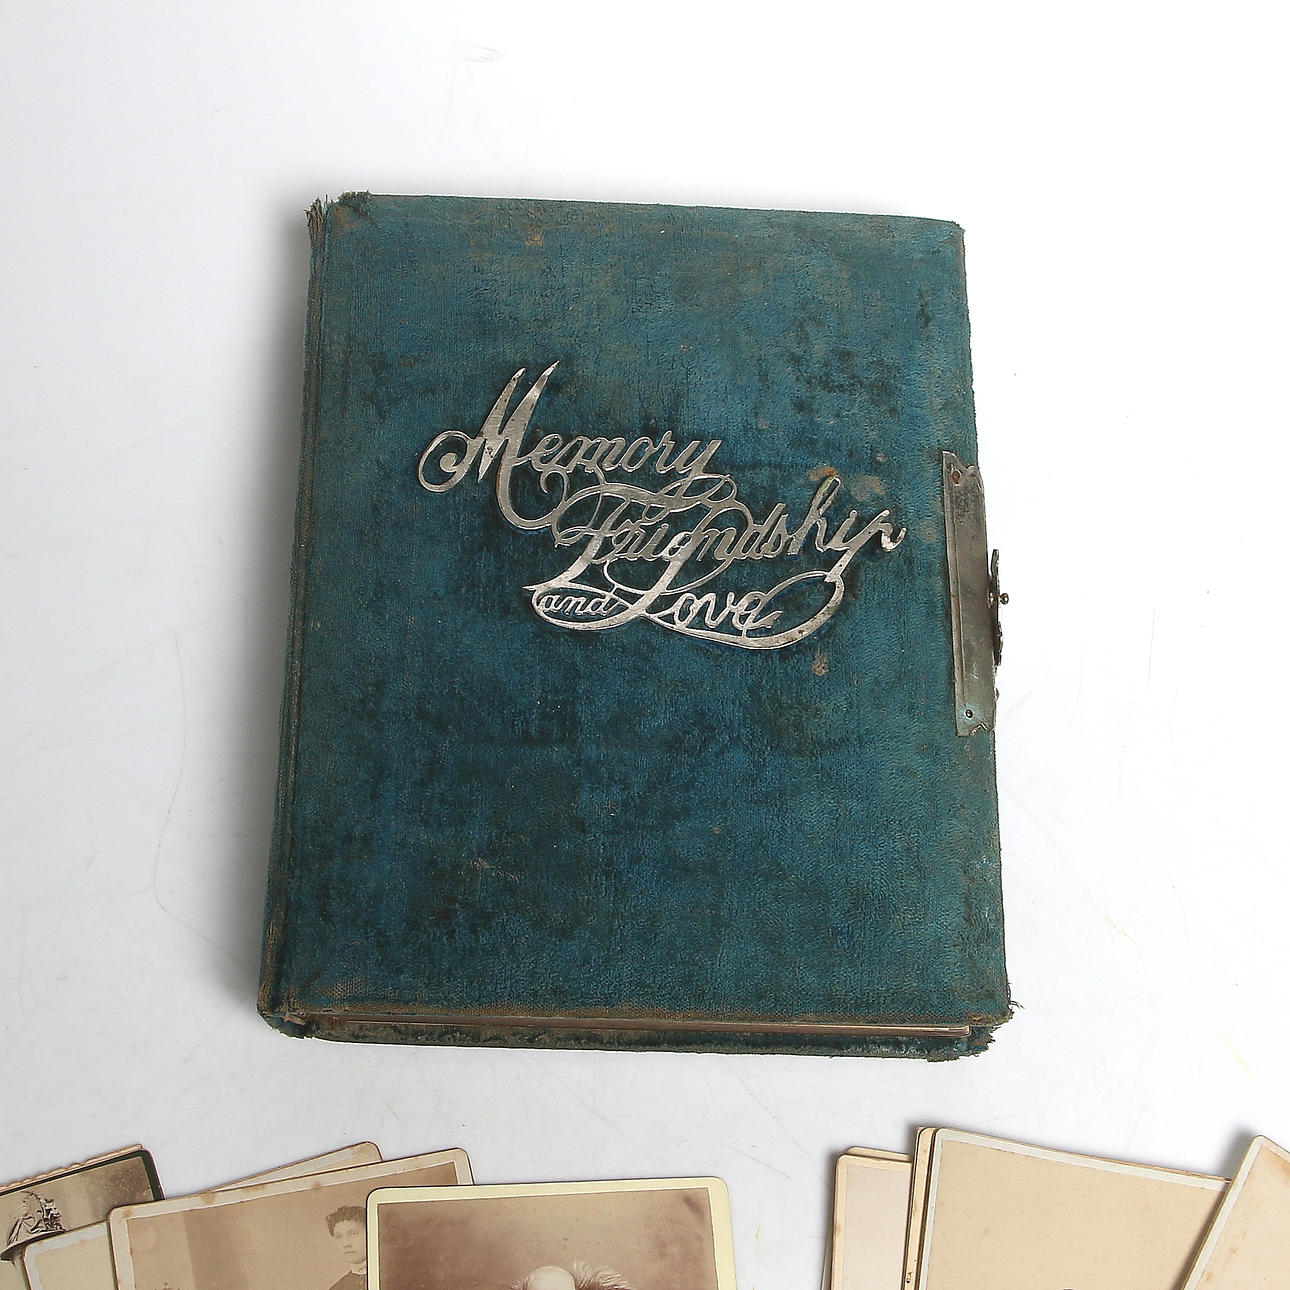 Memory
Friendship
and Love